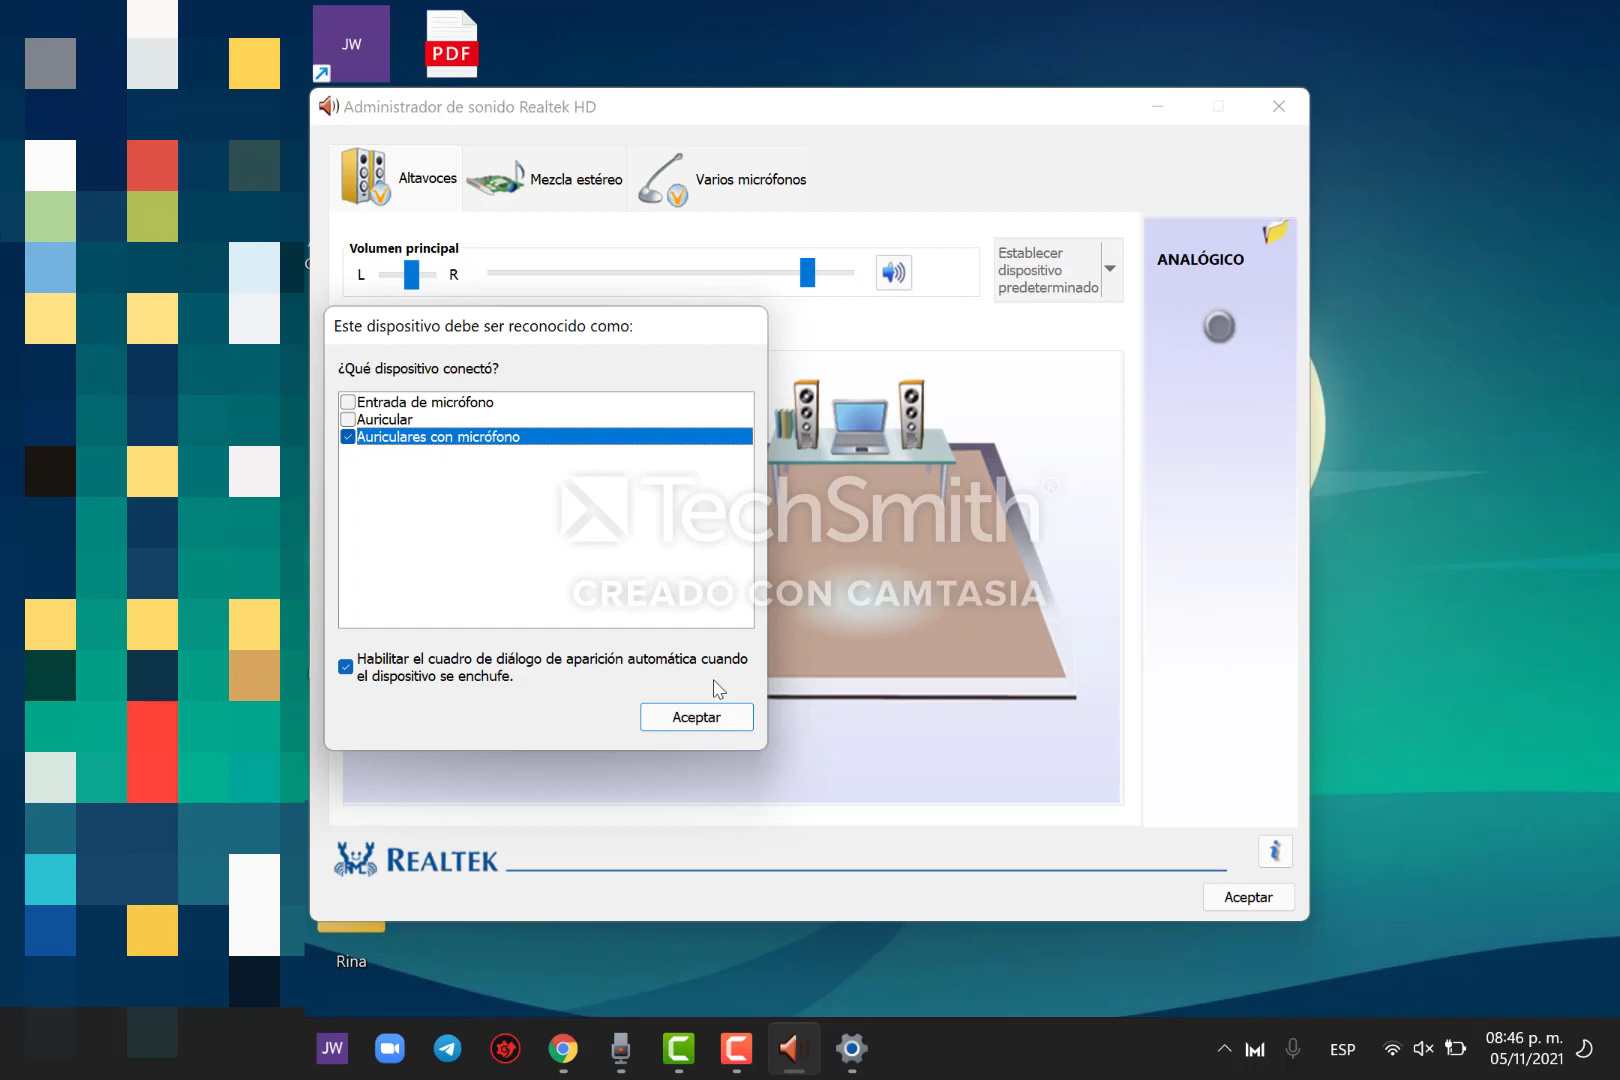 JW
PDF
Administrador de sonido Realtek HD
Altavoces
Mezcla estéreo
Varios micrófonos
Volumen principal
L
R
Establecer
dispositivo
predeterminado
ANALÓGICO
Este dispositivo debe ser reconocido como:
¿Qué dispositivo conectó?
Entrada de micrófono
Auricular
Auriculares con micrófono
TechSmith®
CREADO CON CAMTASIA
Habilitar el cuadro de diálogo de aparición automática cuando
el dispositivo se enchufe.
Aceptar
REALTEK
Aceptar
Rina
JW
ESP
08:46 p. m.
05/11/2021